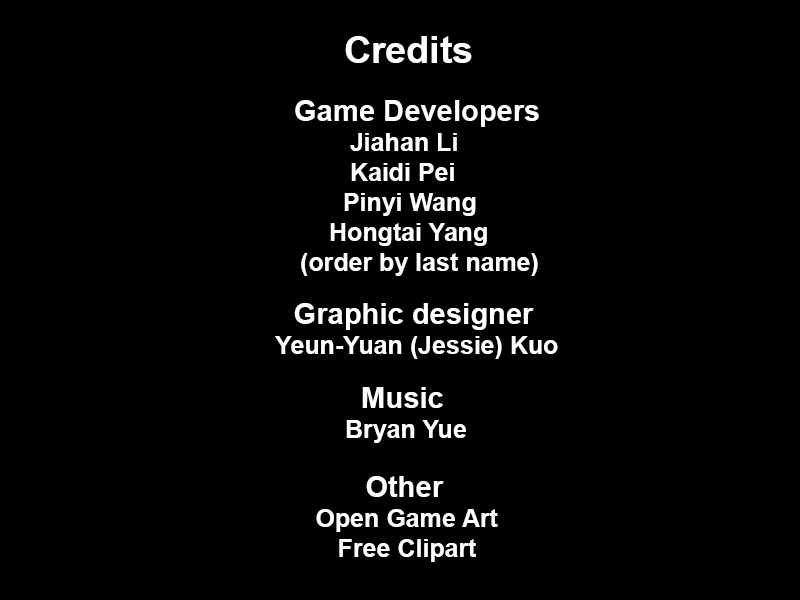 Credits
Game Developers
Jiahan Li
Kaidi Pei
Pinyi Wang
Hongtai Yang
(order by last name)
Graphic designer
Yeun-Yuan (Jessie) Kuo
Music
Bryan Yue
Other
Open Game Art
Free Clipart